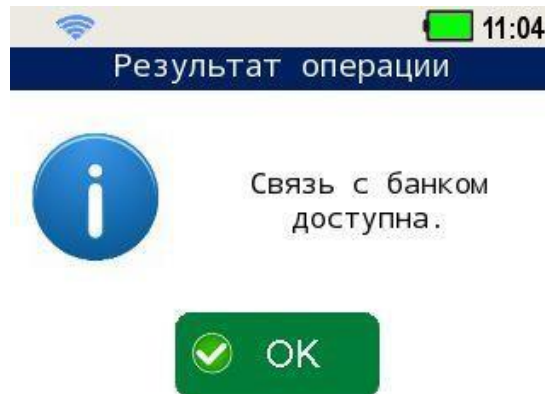 11:04
Результат операции
Связь с банком
доступна.
OK